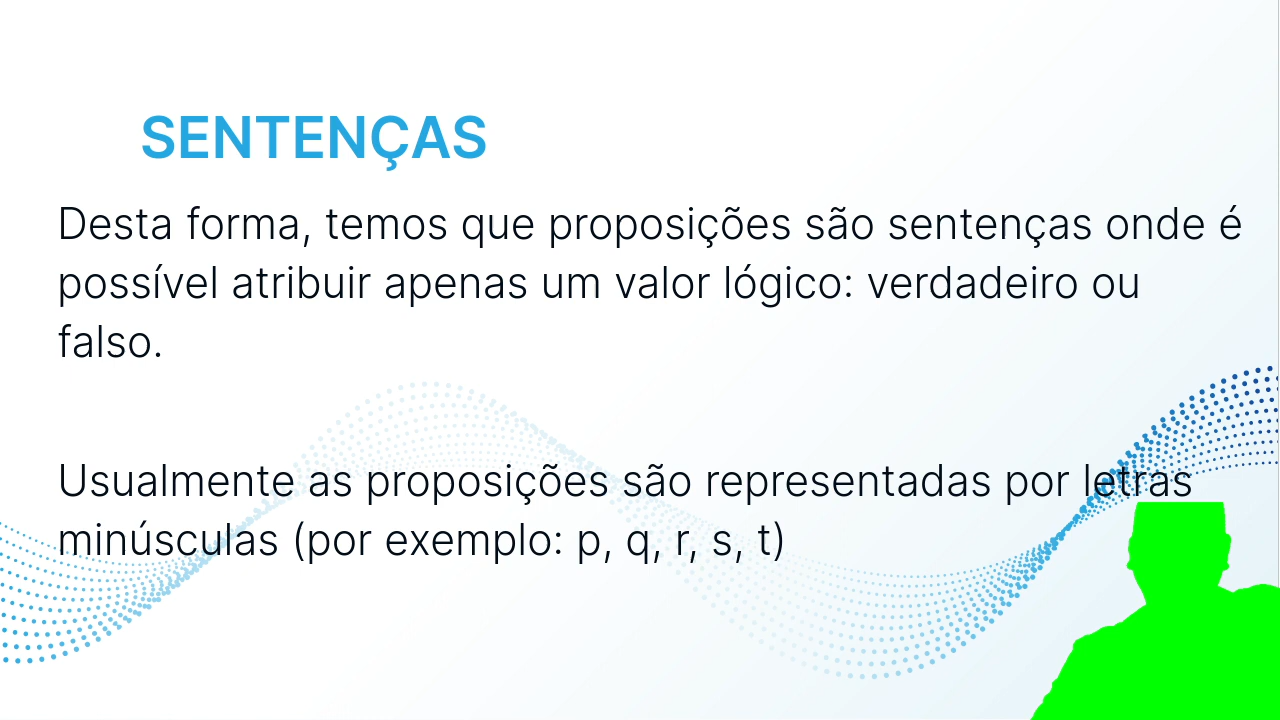 SENTENÇAS
Desta forma, temos que proposições são sentenças onde é
possível atribuir apenas um valor lógico: verdadeiro ou
falso.
Usualmente as proposições são representadas por letras
minúsculas (por exemplo: p, q, r, s, t)